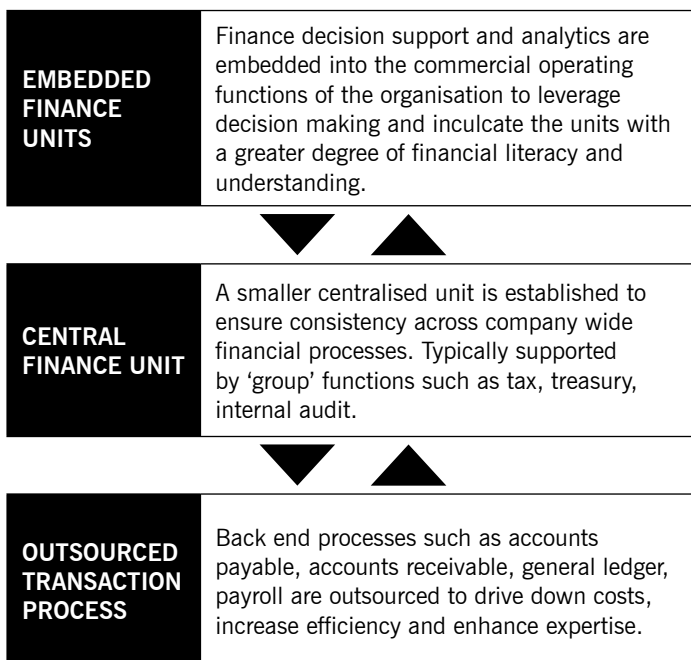 EMBEDDED
FINANCE
UNITS
Finance decision support and analytics are
embedded into the commercial operating
functions of the organisation to leverage
decision making and inculcate the units with
a greater degree of financial literacy and
understanding.
CENTRAL
FINANCE UNIT
A smaller centralised unit is established to
ensure consistency across company wide
financial processes. Typically supported
by ‘group’ functions such as tax, treasury,
internal audit.
OUTSOURCED
TRANSACTION
PROCESS
Back end processes such as accounts
payable, accounts receivable, general ledger,
payroll are outsourced to drive down costs,
increase efficiency and enhance expertise.